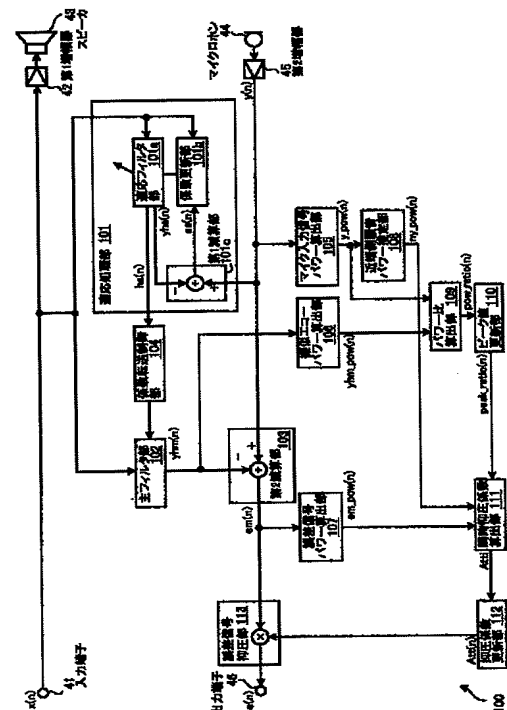 x(n)
41
入力端子
42 第1増幅器
43
スピーカ
マイクロホン
44
45
第2増幅器
y(n)
適応処理部 101
適応フィルタ
部 101a
係数更新部
101b
yha(n)
ea(n)
第1減算部
101c
ha(n)
係数転送制御
部 104
主フィルタ部
102
yhm(n)
第2減算部
103
em(n)
マイク入力信号
パワー算出部
105
y_pow(n)
近端騒音
パワー推定部
108
ny_pow(n)
擬似エコー
パワー算出部
106
yhm_pow(n)
誤差信号
パワー算出部
107
em_pow(n)
パワー比
算出部 109
pow_ratio(n)
ピーク値
更新部 110
peak_ratio(n)
瞬時抑圧係数
算出部 111
Atti
抑圧係数
更新部 112
Att(n)
誤差信号
抑圧部 113
出力端子
46
e(n)
100